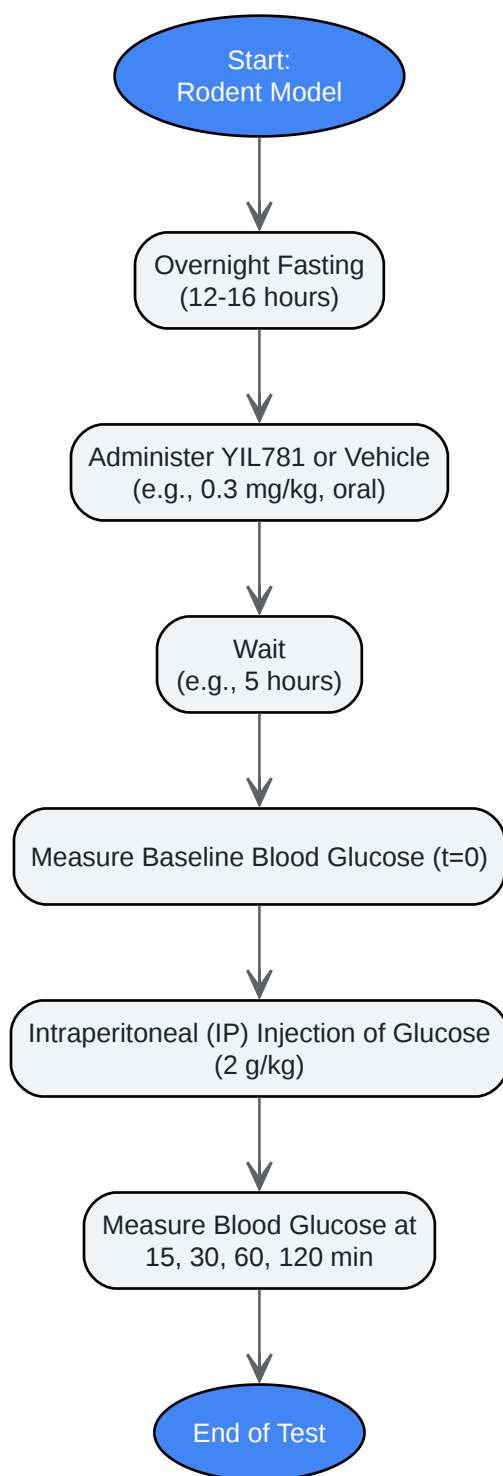 Start:
Rodent Model
Overnight Fasting
(12-16 hours)
Administer YIL781 or Vehicle
(e.g., 0.3 mg/kg, oral)
Wait
(e.g., 5 hours)
Measure Baseline Blood Glucose (t=0)
Intraperitoneal (IP) Injection of Glucose
(2 g/kg)
Measure Blood Glucose at
15, 30, 60, 120 min
End of Test